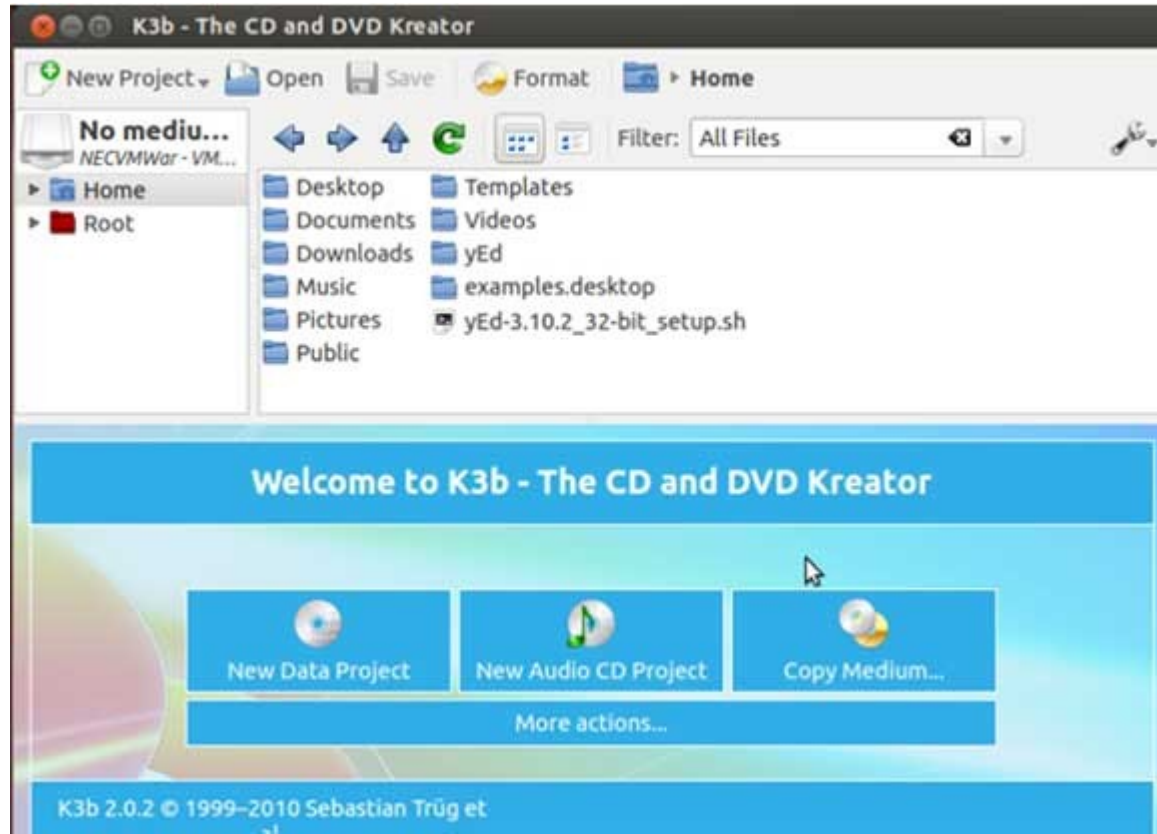 K3b - The CD and DVD Kreator
New Project Open Save Format Home
No mediu...
NECVMWar - VM...
Filter: All Files
Home
Root
Desktop
Documents
Downloads
Music
Pictures
Public
Templates
Videos
yEd
examples.desktop
yEd-3.10.2_32-bit_setup.sh
Welcome to K3b - The CD and DVD Kreator
New Data Project
New Audio CD Project
Copy Medium...
More actions...
K3b 2.0.2 © 1999–2010 Sebastian Trüg et
al.